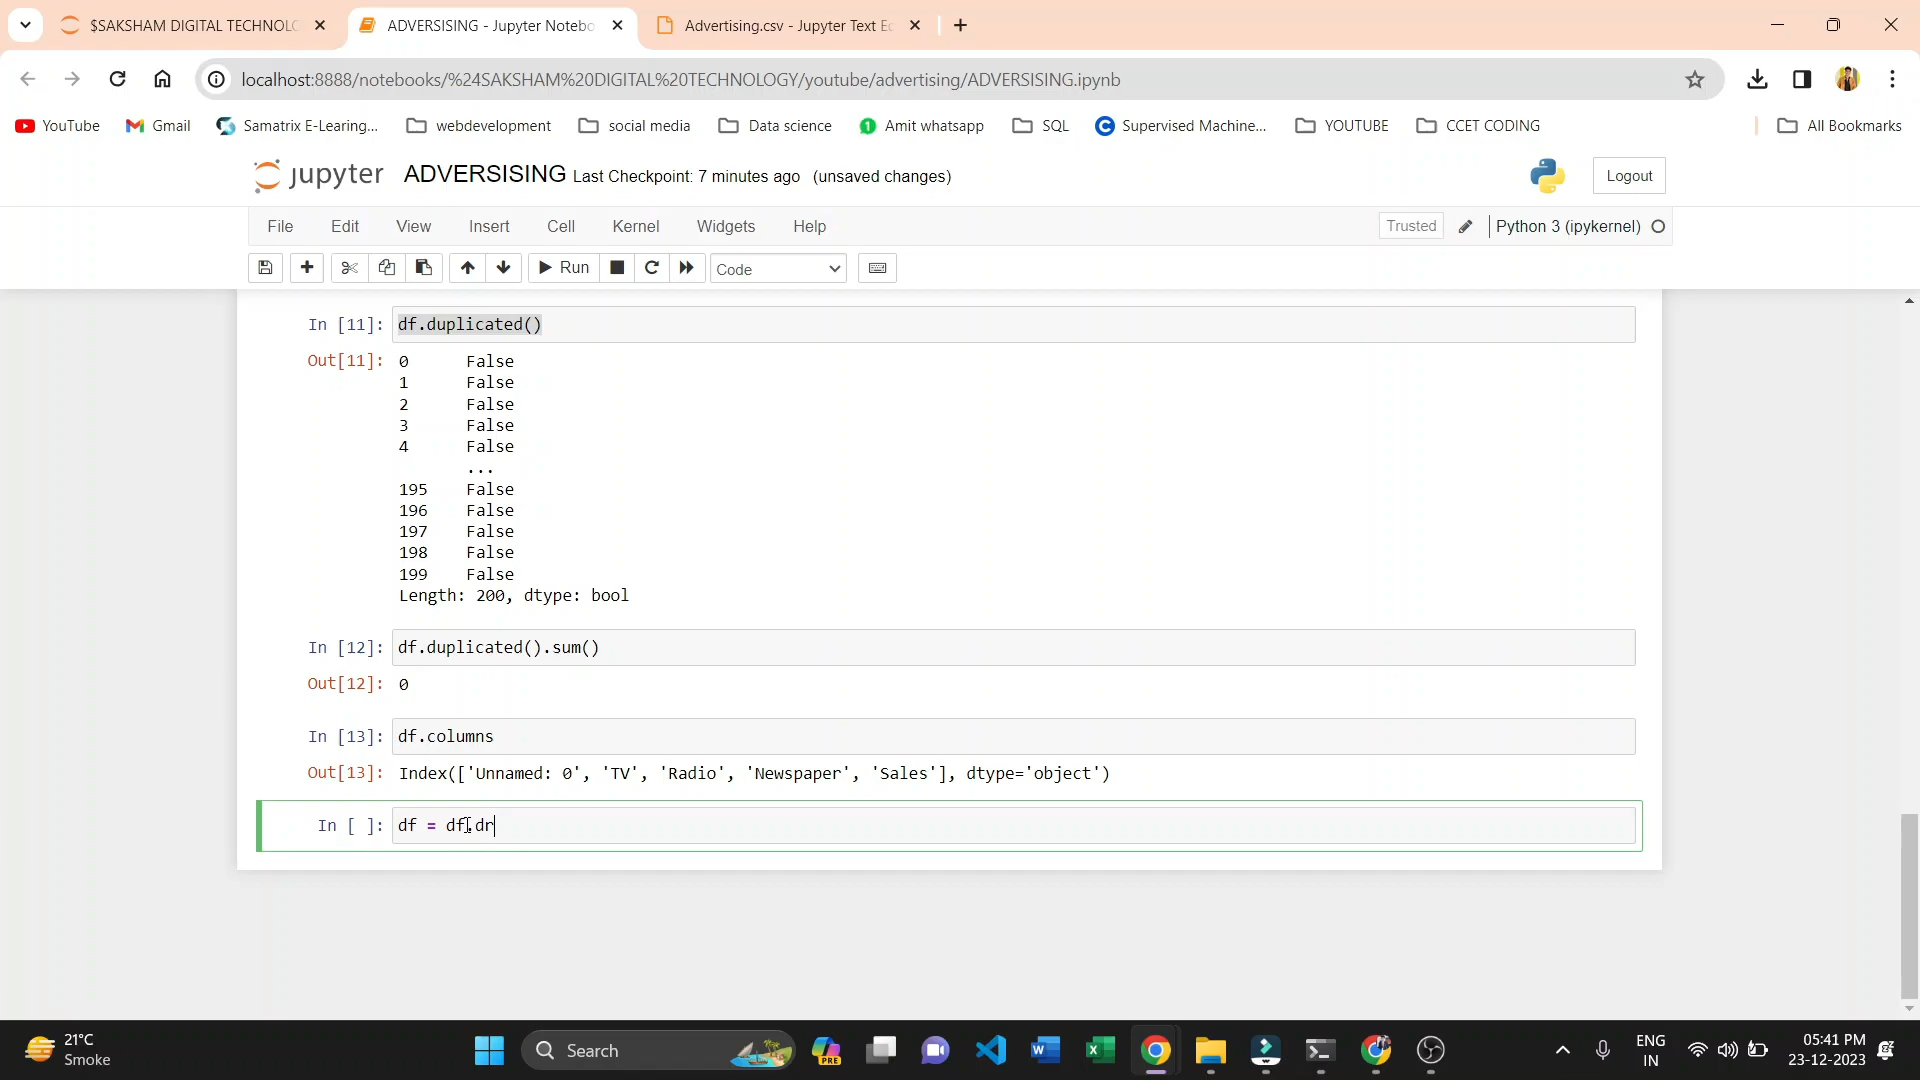 $SAKSHAM DIGITAL TECHNOLO
ADVERSISING - Jupyter Notebo
Advertising.csv - Jupyter Text Ed
localhost:8888/notebooks/%24SAKSHAM%20DIGITAL%20TECHNOLOGY/youtube/advertising/ADVERSISING.ipynb
YouTube
Gmail
Samatrix E-Learing...
webdevelopment
social media
Data science
Amit whatsapp
SQL
Supervised Machine...
YOUTUBE
CCET CODING
All Bookmarks
jupyter
ADVERSISING Last Checkpoint: 7 minutes ago (unsaved changes)
Logout
File Edit View Insert Cell Kernel Widgets Help
Trusted
Python 3 (ipykernel)
Run
Code
In [11]: df.duplicated()
Out[11]: 0 False
1 False
2 False
3 False
4 False
...
195 False
196 False
197 False
198 False
199 False
Length: 200, dtype: bool
In [12]: df.duplicated().sum()
Out[12]: 0
In [13]: df.columns
Out[13]: Index(['Unnamed: 0', 'TV', 'Radio', 'Newspaper', 'Sales'], dtype='object')
In [ ]: df = df.dr
21°C
Smoke
Search
PRE
ENG
IN
05:41 PM
23-12-2023